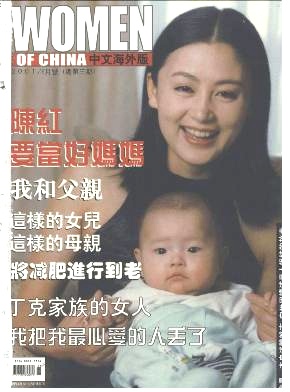 WOMEN
OF CHINA 中文海外版
陳紅
要當好媽媽
我和父親
這樣的女兒
這樣的母親
將減肥進行到老
丁克家族的女人
我把我最心愛的人丟了